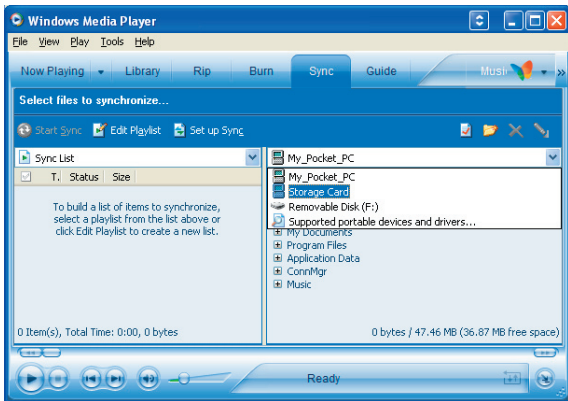 Windows Media Player
File View Play Tools Help
Now Playing Library Rip Burn Sync Guide Music
Select files to synchronize...
Start Sync Edit Playlist Set up Sync
Sync List My_Pocket_PC
T. Status Size
My_Pocket_PC
Storage Card
Removable Disk (F:)
Supported portable devices and drivers...
To build a list of items to synchronize,
select a playlist from the list above or
click Edit Playlist to create a new list.
My Documents
Program Files
Application Data
ConnMgr
Music
0 Item(s), Total Time: 0:00, 0 bytes
0 bytes / 47.46 MB (36.87 MB free space)
Ready